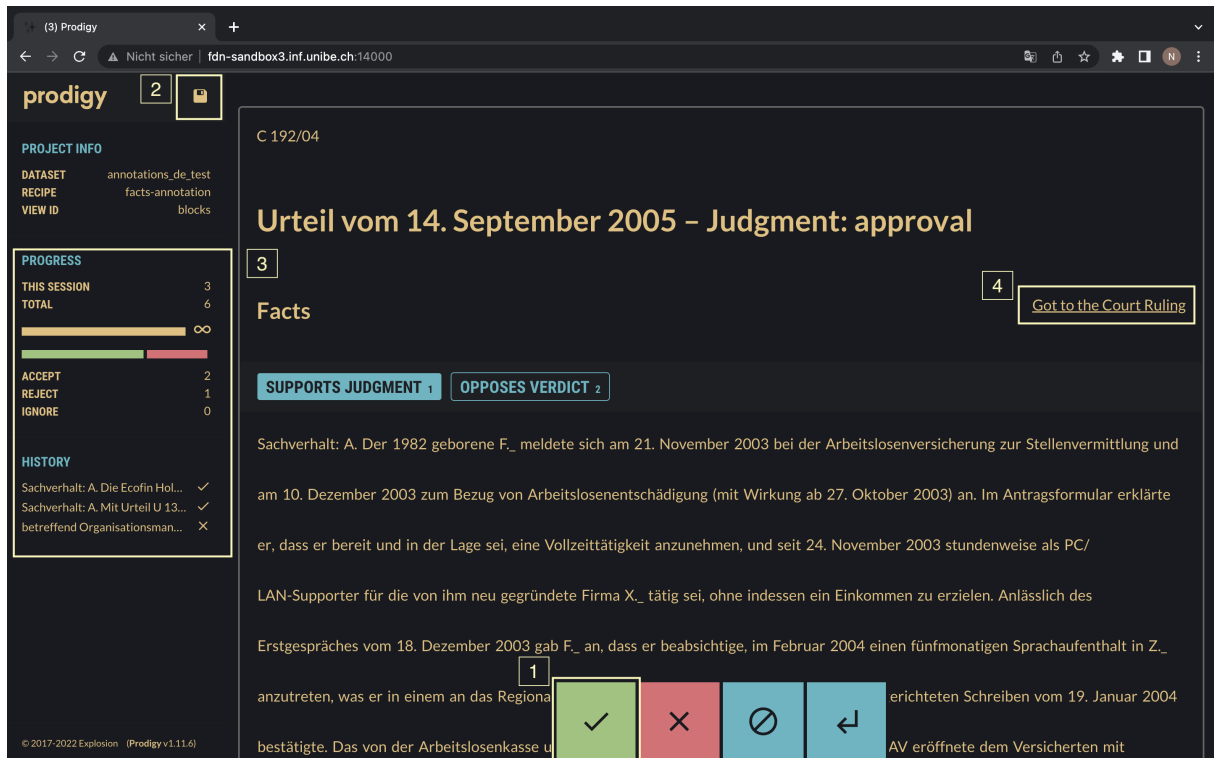 (3) Prodigy
Nicht sicher | fdn-sandbox3.inf.unibe.ch:14000
N
prodigy
2
PROJECT INFO
DATASET annotations_de_test
RECIPE facts-annotation
VIEW ID blocks
PROGRESS
THIS SESSION 3
TOTAL 6
∞
ACCEPT 2
REJECT 1
IGNORE 0
HISTORY
Sachverhalt: A. Die Ecofin Hol...
Sachverhalt: A. Mit Urteil U 13...
betreffend Organisationsman...
© 2017-2022 Explosion (Prodigy v1.11.6)
C 192/04
Urteil vom 14. September 2005 – Judgment: approval
3
4
Facts
Got to the Court Ruling
SUPPORTS JUDGMENT 1
OPPOSES VERDICT 2
Sachverhalt: A. Der 1982 geborene F._ meldete sich am 21. November 2003 bei der Arbeitslosenversicherung zur Stellenvermittlung und
am 10. Dezember 2003 zum Bezug von Arbeitslosenentschädigung (mit Wirkung ab 27. Oktober 2003) an. Im Antragsformular erklärte
er, dass er bereit und in der Lage sei, eine Vollzeittätigkeit anzunehmen, und seit 24. November 2003 stundenweise als PC/
LAN-Supporter für die von ihm neu gegründete Firma X._ tätig sei, ohne indessen ein Einkommen zu erzielen. Anlässlich des
Erstgespräches vom 18. Dezember 2003 gab F._ an, dass er beabsichtige, im Februar 2004 einen fünfmonatigen Sprachaufenthalt in Z._
1
anzutreten, was er in einem an das Regiona erichteten Schreiben vom 19. Januar 2004
bestätigte. Das von der Arbeitslosenkasse u AV eröffnete dem Versicherten mit